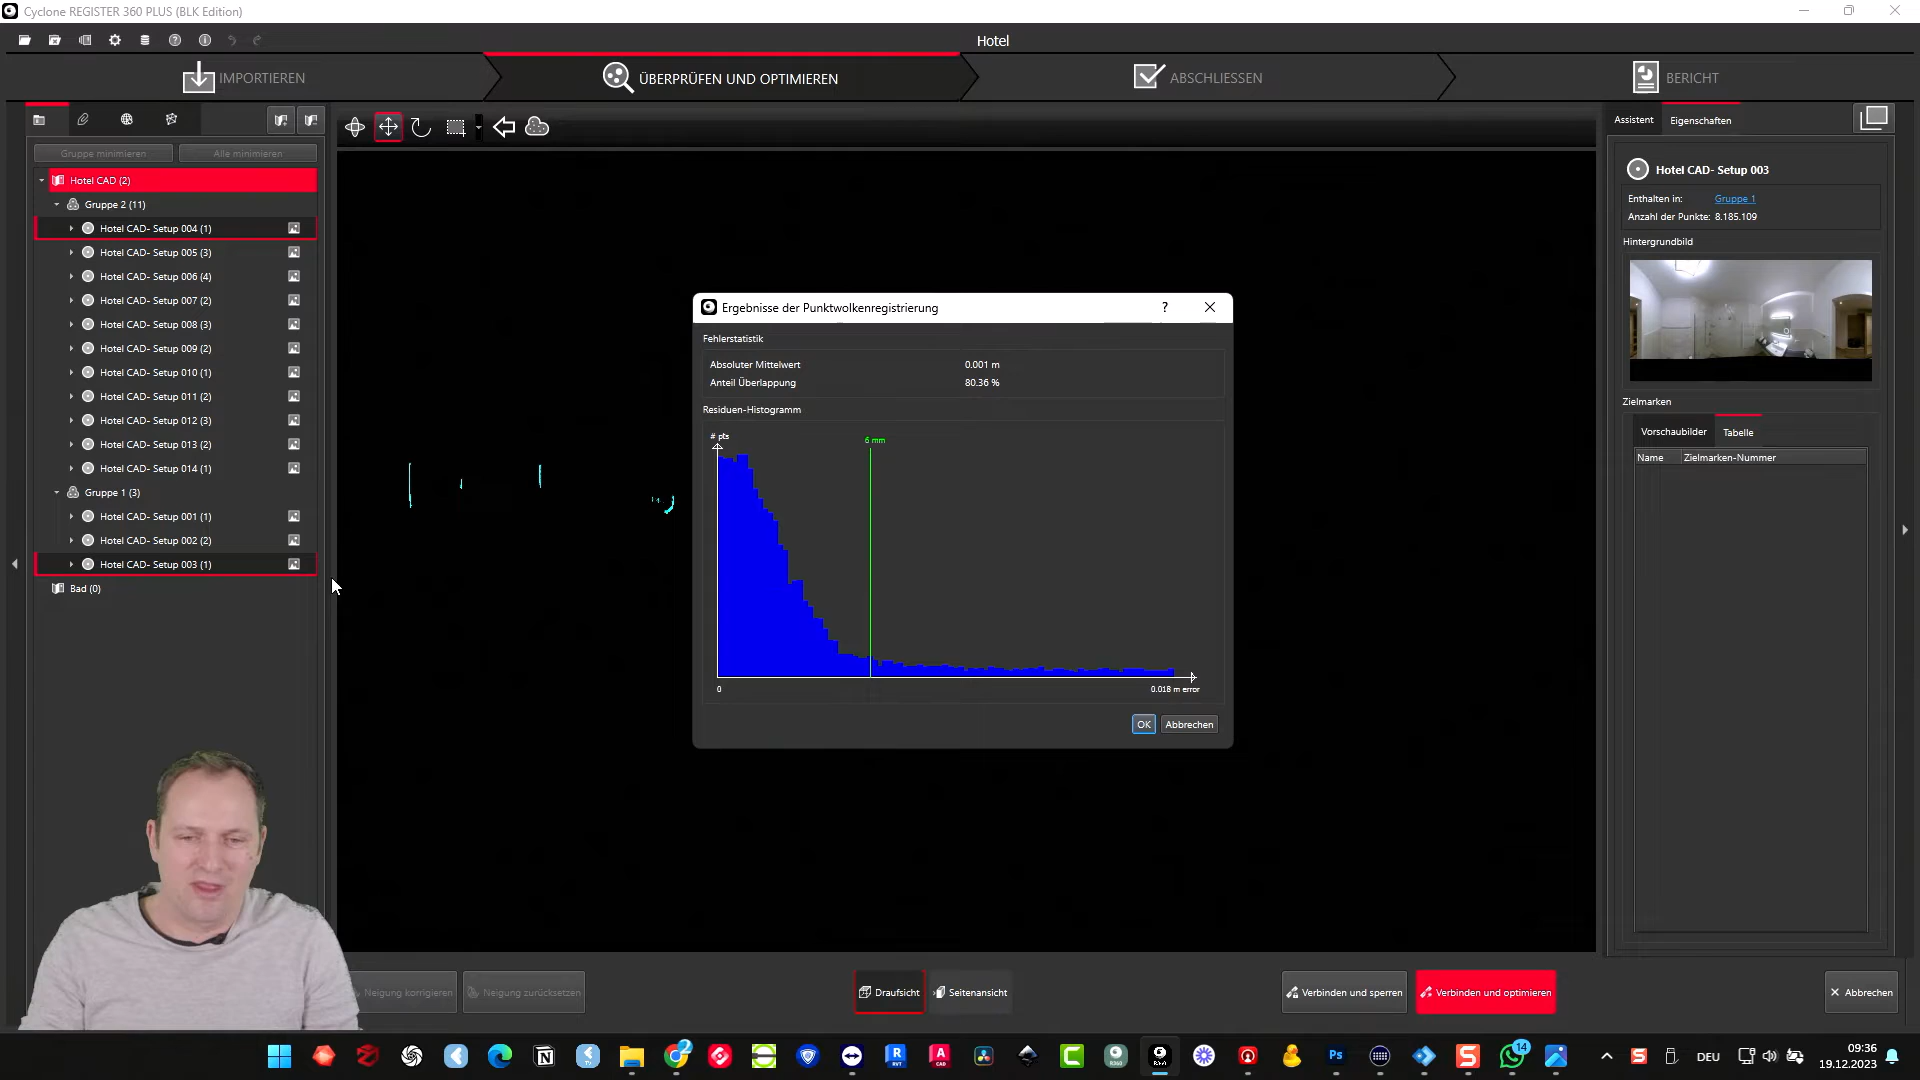 Cyclone REGISTER 360 PLUS (BLK Edition)
Hotel
IMPORTIEREN
ÜBERPRÜFEN UND OPTIMIEREN
ABSCHLIESSEN
BERICHT
Gruppe minimieren
Alle minimieren
Hotel CAD (2)
Gruppe 2 (11)
Hotel CAD- Setup 004 (1)
Hotel CAD- Setup 005 (3)
Hotel CAD- Setup 006 (4)
Hotel CAD- Setup 007 (2)
Hotel CAD- Setup 008 (3)
Hotel CAD- Setup 009 (2)
Hotel CAD- Setup 010 (1)
Hotel CAD- Setup 011 (2)
Hotel CAD- Setup 012 (3)
Hotel CAD- Setup 013 (2)
Hotel CAD- Setup 014 (1)
Gruppe 1 (3)
Hotel CAD- Setup 001 (1)
Hotel CAD- Setup 002 (2)
Hotel CAD- Setup 003 (1)
Bad (0)
Ergebnisse der Punktwolkenregistrierung
?
Fehlerstatistik
Absoluter Mittelwert 0.001 m
Anteil Überlappung 80.36 %
Residuen-Histogramm
# pts
6 mm
0
0.018 m error
OK
Abbrechen
Assistent
Eigenschaften
Hotel CAD- Setup 003
Enthalten in: Gruppe 1
Anzahl der Punkte: 8.185.109
Hintergrundbild
Zielmarken
Vorschaubilder
Tabelle
Name
Zielmarken-Nummer
Neigung korrigieren
Neigung zurücksetzen
Draufsicht
Seitenansicht
Verbinden und sperren
Verbinden und optimieren
Abbrechen
2
14
DEU
09:36
19.12.2023